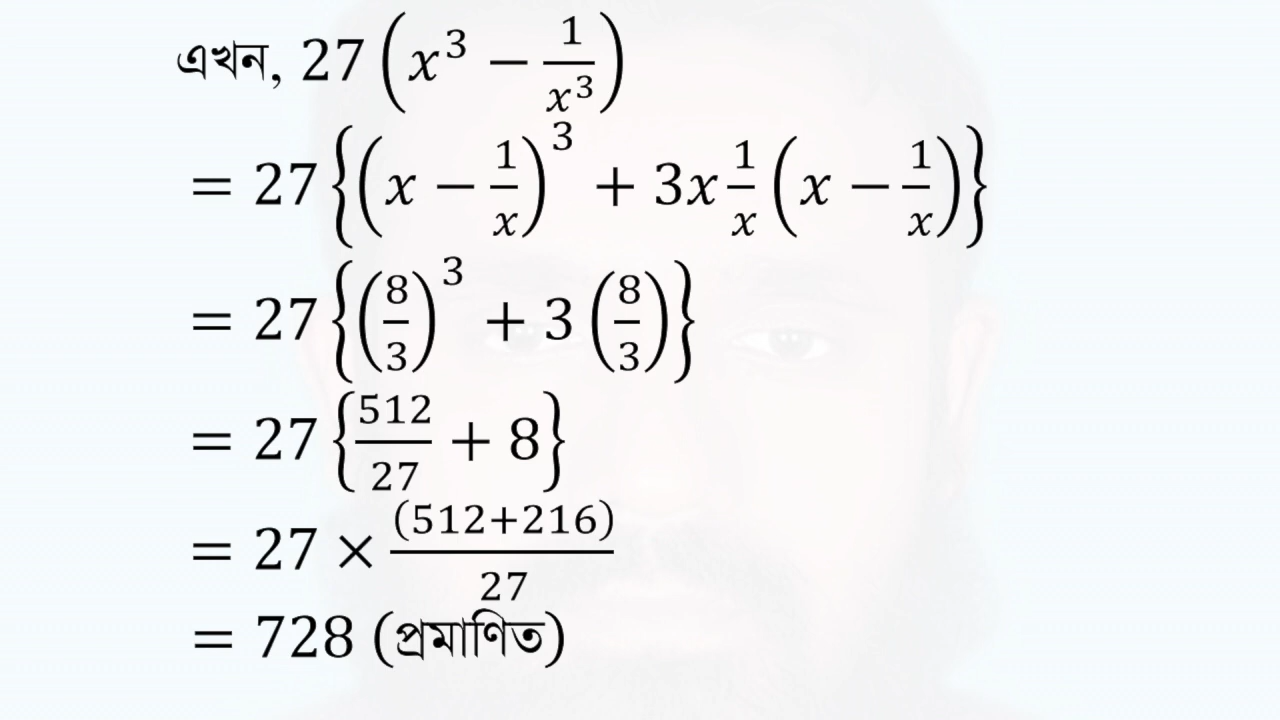 এখন, 27 (x³ − 1/x³)
= 27 {(x − 1/x)³ + 3x 1/x (x − 1/x)}
= 27 {(8/3)³ + 3 (8/3)}
= 27 {512/27 + 8}
= 27 × (512+216)/27
= 728 (প্রমাণিত)